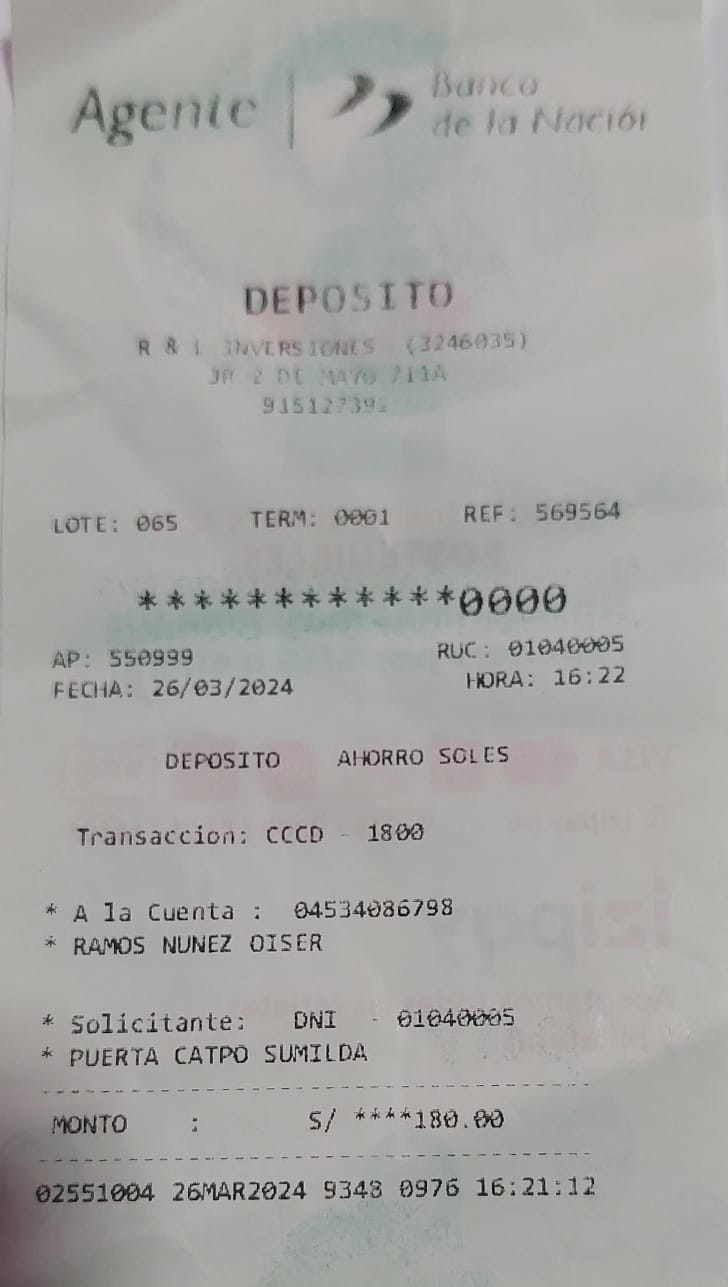 Agente
Banco
de la Nación
DEPOSITO
R & L INVERSIONES (3246035)
JR 2 DE MAYO 711A
915127392
LOTE: 065 TERM: 0001 REF: 569564
************0000
AP: 550999 RUC: 01040005
FECHA: 26/03/2024 HORA: 16:22
DEPOSITO AHORRO SOLES
Transaccion: CCCD - 1800
* A la Cuenta : 04534086798
* RAMOS NUNEZ OISER
* Solicitante: DNI - 01040005
* PUERTA CATPO SUMILDA
MONTO : S/ ****180.00
02551004 26MAR2024 9348 0976 16:21:12